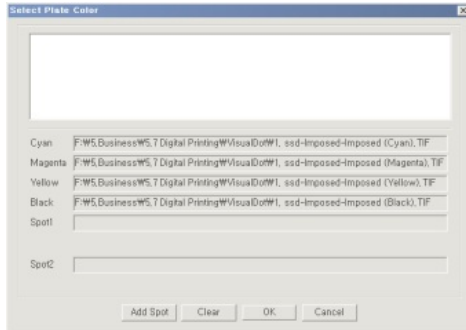 Select Plate Color
Cyan F:₩5,Business₩5,7 Digital Printing₩VisualDot₩1, ssd-Imposed-Imposed (Cyan),TIF
Magenta F:₩5,Business₩5,7 Digital Printing₩VisualDot₩1, ssd-Imposed-Imposed (Magenta),TIF
Yellow F:₩5,Business₩5,7 Digital Printing₩VisualDot₩1, ssd-Imposed-Imposed (Yellow),TIF
Black F:₩5,Business₩5,7 Digital Printing₩VisualDot₩1, ssd-Imposed-Imposed (Black),TIF
Spot1
Spot2
Add Spot Clear OK Cancel